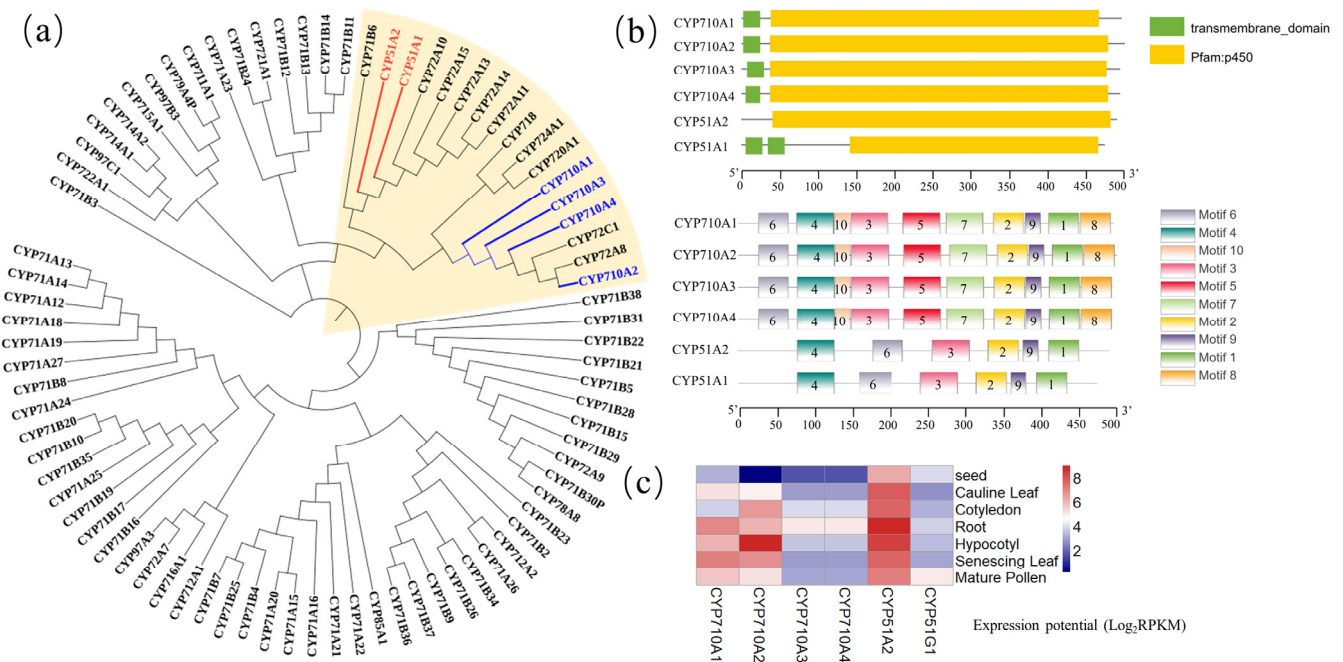 (a)
CYP71B3
CYP722A1
CYP97C1
CYP714A1
CYP714A2
CYP715A1
CYP97B3
CYP79A4P
CYP711A1
CYP71A23
CYP71B24
CYP721A1
CYP71B12
CYP71B13
CYP71B14
CYP71B11
CYP71B6
CYP51A2
CYP51A1
CYP72A10
CYP72A15
CYP72A13
CYP72A14
CYP72A11
CYP718
CYP724A1
CYP720A1
CYP710A1
CYP710A3
CYP710A4
CYP72C1
CYP72A8
CYP710A2
CYP71B38
CYP71B31
CYP71B22
CYP71B21
CYP71B5
CYP71B28
CYP71B15
CYP71B29
CYP72A9
CYP71B30P
CYP78A8
CYP71B23
CYP71B2
CYP712A2
CYP71A26
CYP71B34
CYP71B26
CYP71B9
CYP71B37
CYP71B36
CYP85A1
CYP71A22
CYP71A21
CYP71A16
CYP71A15
CYP71A20
CYP71B4
CYP71B25
CYP71B7
CYP712A1
CYP716A1
CYP72A7
CYP97A3
CYP71B16
CYP71B17
CYP71B19
CYP71A25
CYP71B35
CYP71B10
CYP71B20
CYP71A24
CYP71B8
CYP71A27
CYP71A19
CYP71A18
CYP71A12
CYP71A14
CYP71A13
(b)
CYP710A1
CYP710A2
CYP710A3
CYP710A4
CYP51A2
CYP51A1
5' 3'
0 50 100 150 200 250 300 350 400 450 500
transmembrane_domain
Pfam:p450
CYP710A1 6 4 10 3 5 7 2 9 1 8
CYP710A2 6 4 10 3 5 7 2 9 1 8
CYP710A3 6 4 10 3 5 7 2 9 1 8
CYP710A4 6 4 10 3 5 7 2 9 1 8
CYP51A2 4 6 3 2 9 1
CYP51A1 4 6 3 2 9 1
5' 3'
0 50 100 150 200 250 300 350 400 450 500
Motif 6
Motif 4
Motif 10
Motif 3
Motif 5
Motif 7
Motif 2
Motif 9
Motif 1
Motif 8
(c)
seed
Cauline Leaf
Cotyledon
Root
Hypocotyl
Senescing Leaf
Mature Pollen
8
6
4
2
CYP710A1
CYP710A2
CYP710A3
CYP710A4
CYP51A2
CYP51G1
Expression potential (Log₂RPKM)